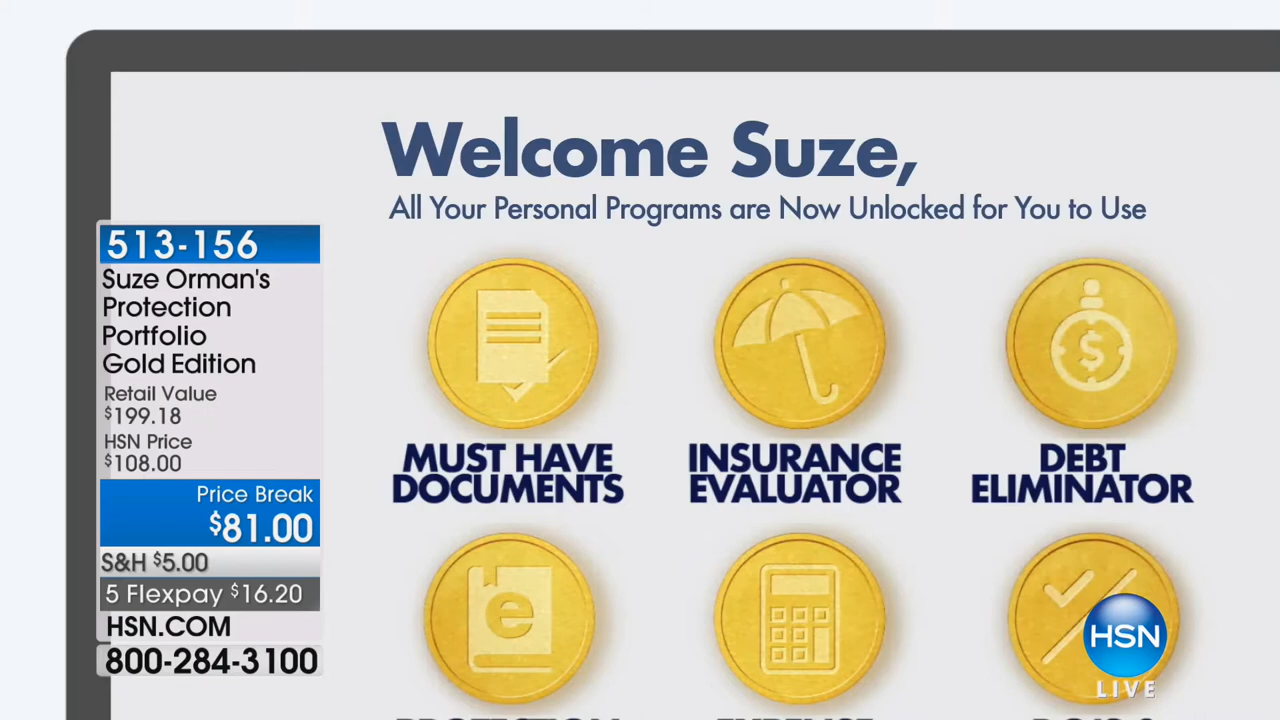 Welcome Suze,
All Your Personal Programs are Now Unlocked for You to Use
513-156
Suze Orman's
Protection
Portfolio
Gold Edition
Retail Value
$199.18
HSN Price
$108.00
Price Break
$81.00
S&H $5.00
5 Flexpay $16.20
HSN.COM
800-284-3100
$
MUST HAVE
DOCUMENTS
INSURANCE
EVALUATOR
DEBT
ELIMINATOR
e
HSN
LIVE